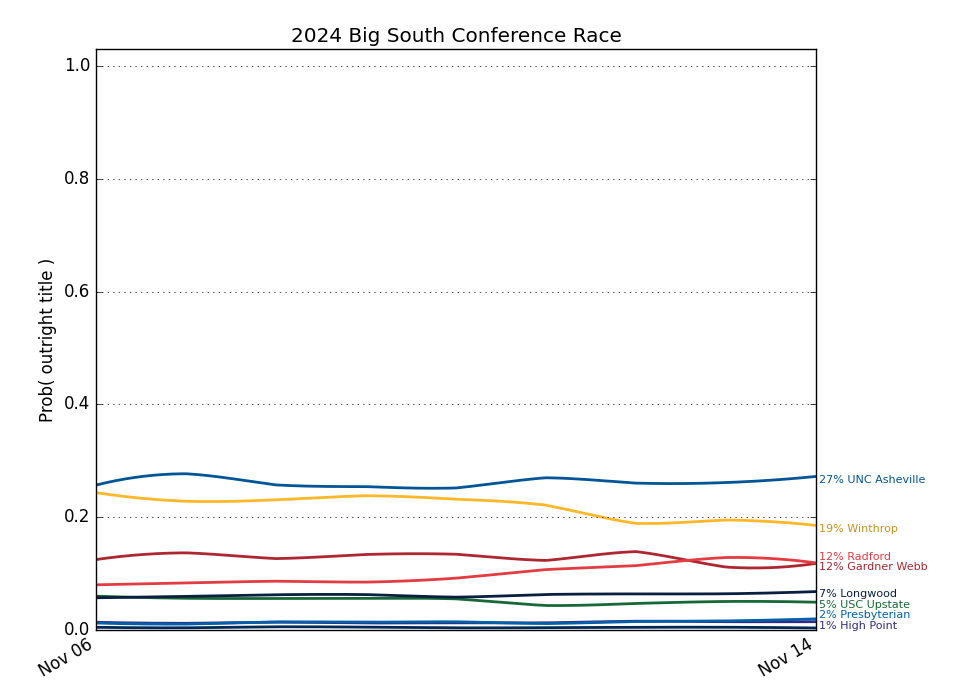 2024 Big South Conference Race
Prob( outright title )
1.0
0.8
0.6
0.4
0.2
0.0
Nov 06
Nov 14
27% UNC Asheville
19% Winthrop
12% Radford
12% Gardner Webb
7% Longwood
5% USC Upstate
2% Presbyterian
1% High Point